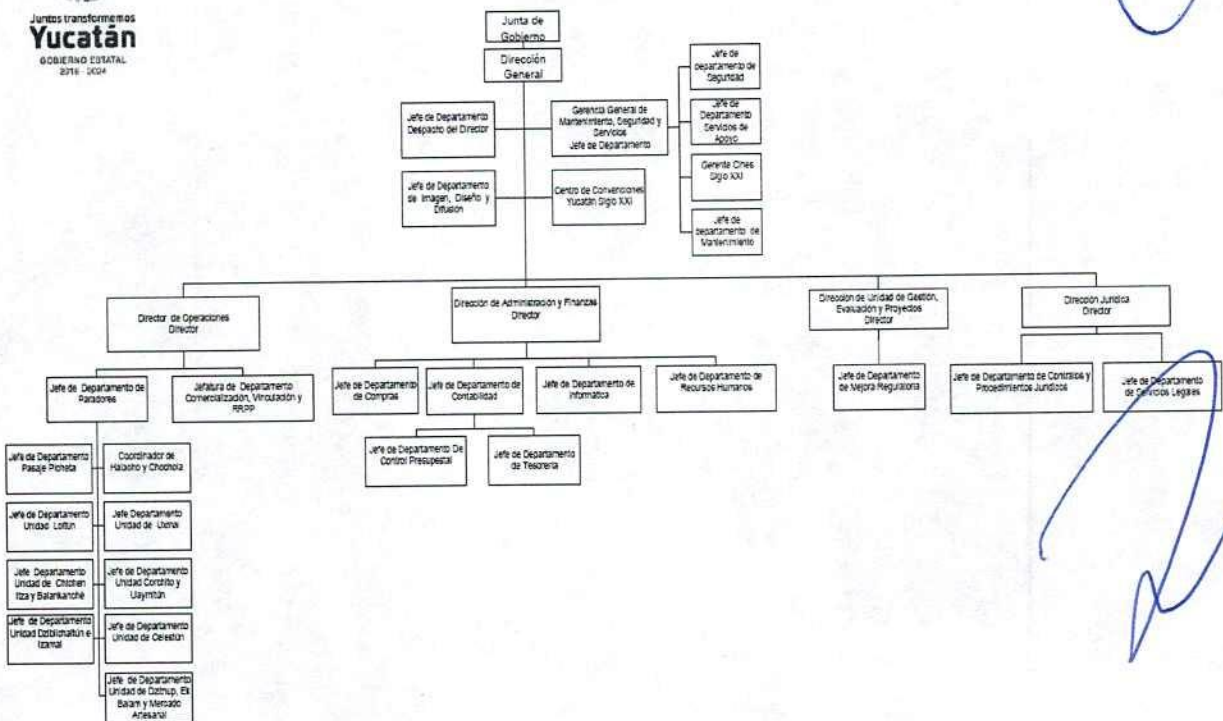 Juntos transformemos
Yucatán
GOBIERNO ESTATAL
2018 - 2024
Junta de
Gobierno
Dirección
General
Jefe de Departamento
Despacho del Director
Gerencia General de
Mantenimiento, Seguridad y
Servicios
Jefe de Departamento
Jefe de
departamento de
Seguridad
Jefe de
Departamento
Servicios de
Apoyo
Gerente Cines
Siglo XXI
Jefe de
departamento de
Mantenimiento
Jefe de Departamento
de Imagen, Diseño y
Difusión
Centro de Convenciones
Yucatán Siglo XXI
Director de Operaciones
Director
Dirección de Administración y Finanzas
Director
Dirección de Unidad de Gestión,
Evaluación y Proyectos
Director
Dirección Jurídica
Director
Jefe de Departamento de
Paradores
Jefatura de Departamento
Comercialización, Vinculación y
RRPP
Jefe de Departamento
de Compras
Jefe de Departamento de
Contabilidad
Jefe de Departamento de
Informatica
Jefe de Departamento de
Recursos Humanos
Jefe de Departamento
de Mejora Regulatoria
Jefe de Departamento de Contratos y
Procedimientos Jurídicos
Jefe de Departamento
de Servicios Legales
Jefe de Departamento De
Control Presupestal
Jefe de Departamento
de Tesorería
Jefe de Departamento
Pasaje Picheta
Coordinador de
Halacho y Chochola
Jefe de Departamento
Unidad Loltun
Jefe Departamento
Unidad de Uxmal
Jefe Departamento
Unidad de Chichen
Itza y Balankanché
Jefe de Departamento
Unidad Corchito y
Uaymitún
Jefe de Departamento
Unidad Dzibilchaltún e
Izamal
Jefe de Departamento
Unidad de Celestún
Jefe de Departamento
Unidad de Dzitnup, Ek
Balam y Mercado
Artesanal